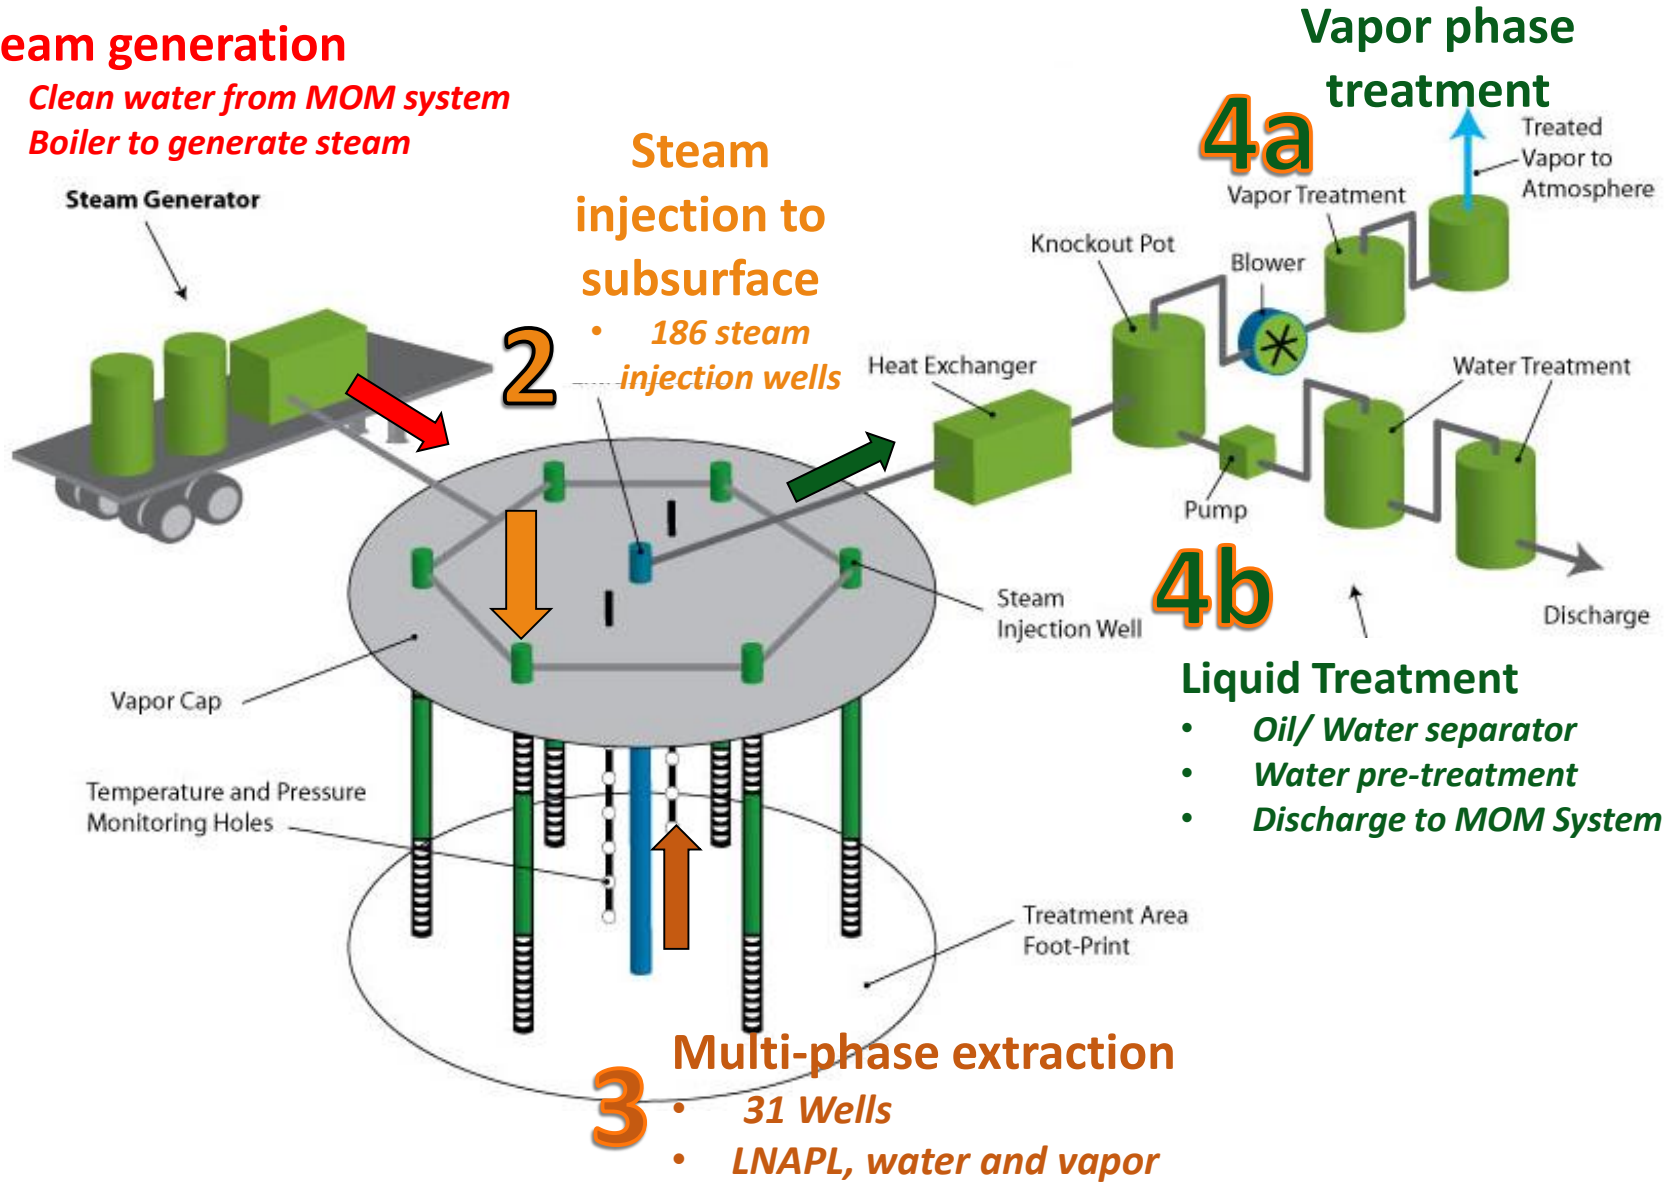 eam generation
Clean water from MOM system
Boiler to generate steam
Steam Generator
2
Steam
injection to
subsurface
• 186 steam
injection wells
Vapor phase
treatment
4a
Treated
Vapor to
Atmosphere
Vapor Treatment
Knockout Pot
Blower
Heat Exchanger
Water Treatment
Pump
4b
Discharge
Steam
Injection Well
Vapor Cap
Liquid Treatment
• Oil/ Water separator
• Water pre-treatment
• Discharge to MOM System
Temperature and Pressure
Monitoring Holes
Treatment Area
Foot-Print
3
Multi-phase extraction
• 31 Wells
• LNAPL, water and vapor